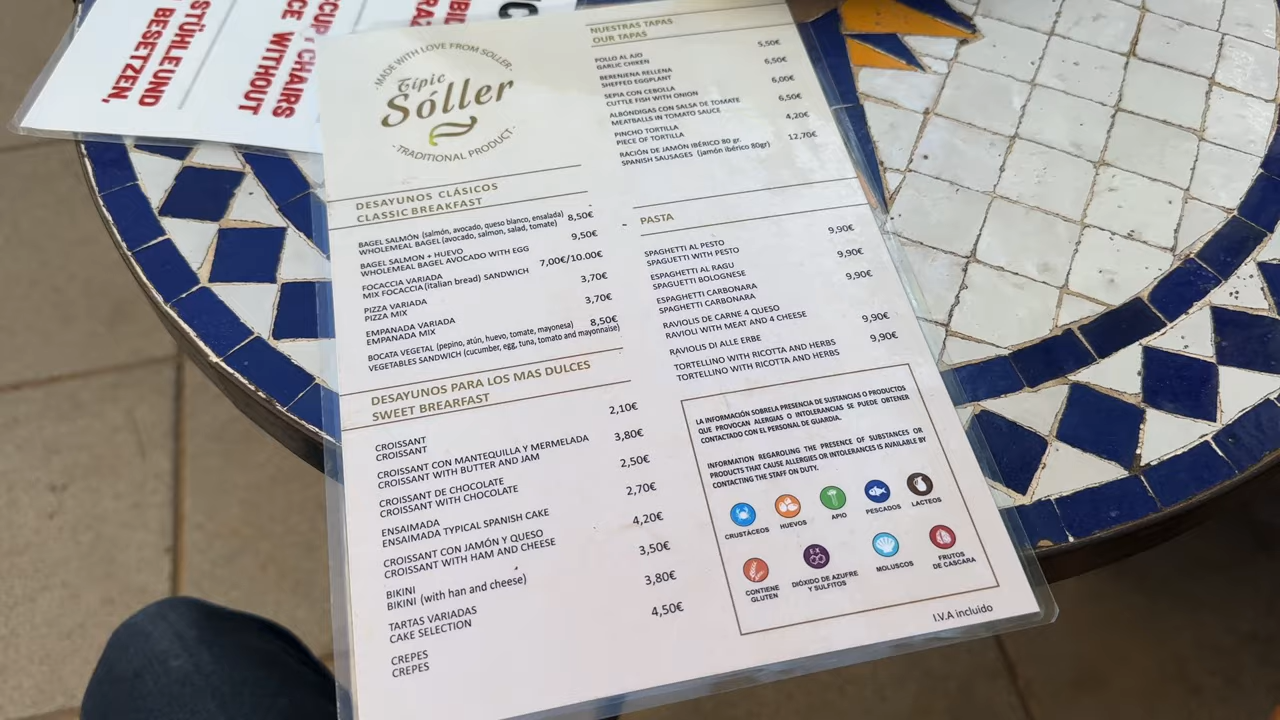 STÜHLE UND
BESETZEN,
CHAIRS
WITHOUT
·MADE WITH LOVE FROM SOLLER·
Típic
Sóller
·TRADITIONAL PRODUCT·
DESAYUNOS CLÁSICOS
CLASSIC BREAKFAST
BAGEL SALMÓN (salmón, avocado, queso blanco, ensalada) 8,50€
WHOLEMEAL BAGEL (avocado, salmon, salad, tomate)
BAGEL SALMON + HUEVO 9,50€
WHOLEMEAL BAGEL AVOCADO WITH EGG
FOCACCIA VARIADA 7,00€/10.00€
MIX FOCACCIA (italian bread) SANDWICH
PIZZA VARIADA 3,70€
PIZZA MIX
EMPANADA VARIADA 3,70€
EMPANADA MIX
BOCATA VEGETAL (pepino, atún, huevo, tomate, mayonesa) 8,50€
VEGETABLES SANDWICH (cucumber, egg, tuna, tomato and mayonnaise)
DESAYUNOS PARA LOS MAS DULCES
SWEET BREARFAST
CROISSANT 2,10€
CROISSANT
CROISSANT CON MANTEQUILLA Y MERMELADA 3,80€
CROISSANT WITH BUTTER AND JAM
CROISSANT DE CHOCOLATE 2,50€
CROISSANT WITH CHOCOLATE
ENSAIMADA 2,70€
ENSAIMADA TYPICAL SPANISH CAKE
CROISSANT CON JAMÓN Y QUESO 4,20€
CROISSANT WITH HAM AND CHEESE
BIKINI 3,50€
BIKINI (with han and cheese)
TARTAS VARIADAS 3,80€
CAKE SELECTION
CREPES 4,50€
CREPES
NUESTRAS TAPAS
OUR TAPAS
POLLO AL AJO 5,50€
GARLIC CHIKEN
BERENJENA RELLENA 6,50€
SHEFFED EGGPLANT
SEPIA CON CEBOLLA 6,00€
CUTTLE FISH WITH ONION
ALBÓNDIGAS CON SALSA DE TOMATE 6,50€
MEATBALLS IN TOMATO SAUCE
PINCHO TORTILLA 4,20€
PIECE OF TORTILLA
RACIÓN DE JAMÓN IBÉRICO 80 gr. 12,70€
SPANISH SAUSAGES (jamón ibérico 80gr)
PASTA
SPAGHETTI AL PESTO 9,90€
SPAGUETTI WITH PESTO
ESPAGHETTI AL RAGU 9,90€
SPAGUETTI BOLOGNESE
ESPAGHETTI CARBONARA 9,90€
SPAGHETTI CARBONARA
RAVIOLIS DE CARNE 4 QUESO 9,90€
RAVIOLI WITH MEAT AND 4 CHEESE
RAVIOLIS DI ALLE ERBE 9,90€
TORTELLINO WITH RICOTTA AND HERBS
TORTELLINO WITH RICOTTA AND HERBS
LA INFORMACIÓN SOBRELA PRESENCIA DE SUSTANCIAS O PRODUCTOS
QUE PROVOCAN ALERGIAS O INTOLERANCIAS SE PUEDE OBTENER
CONTACTADO CON EL PERSONAL DE GUARDIA.
INFORMATION REGAROLING THE PRESENCE OF SUBSTANCES OR
PRODUCTS THAT CAUSE ALLERGIES OR INTOLERANCES IS AVAILABLE BY
CONTACTING THE STAFF ON DUTY.
CRUSTÁCEOS HUEVOS APIO PESCADOS LACTEOS
CONTIENE
GLUTEN
E-X
DIÓXIDO DE AZUFRE
Y SULFITOS
MOLUSCOS
FRUTOS
DE CASCARA
I.V.A incluido